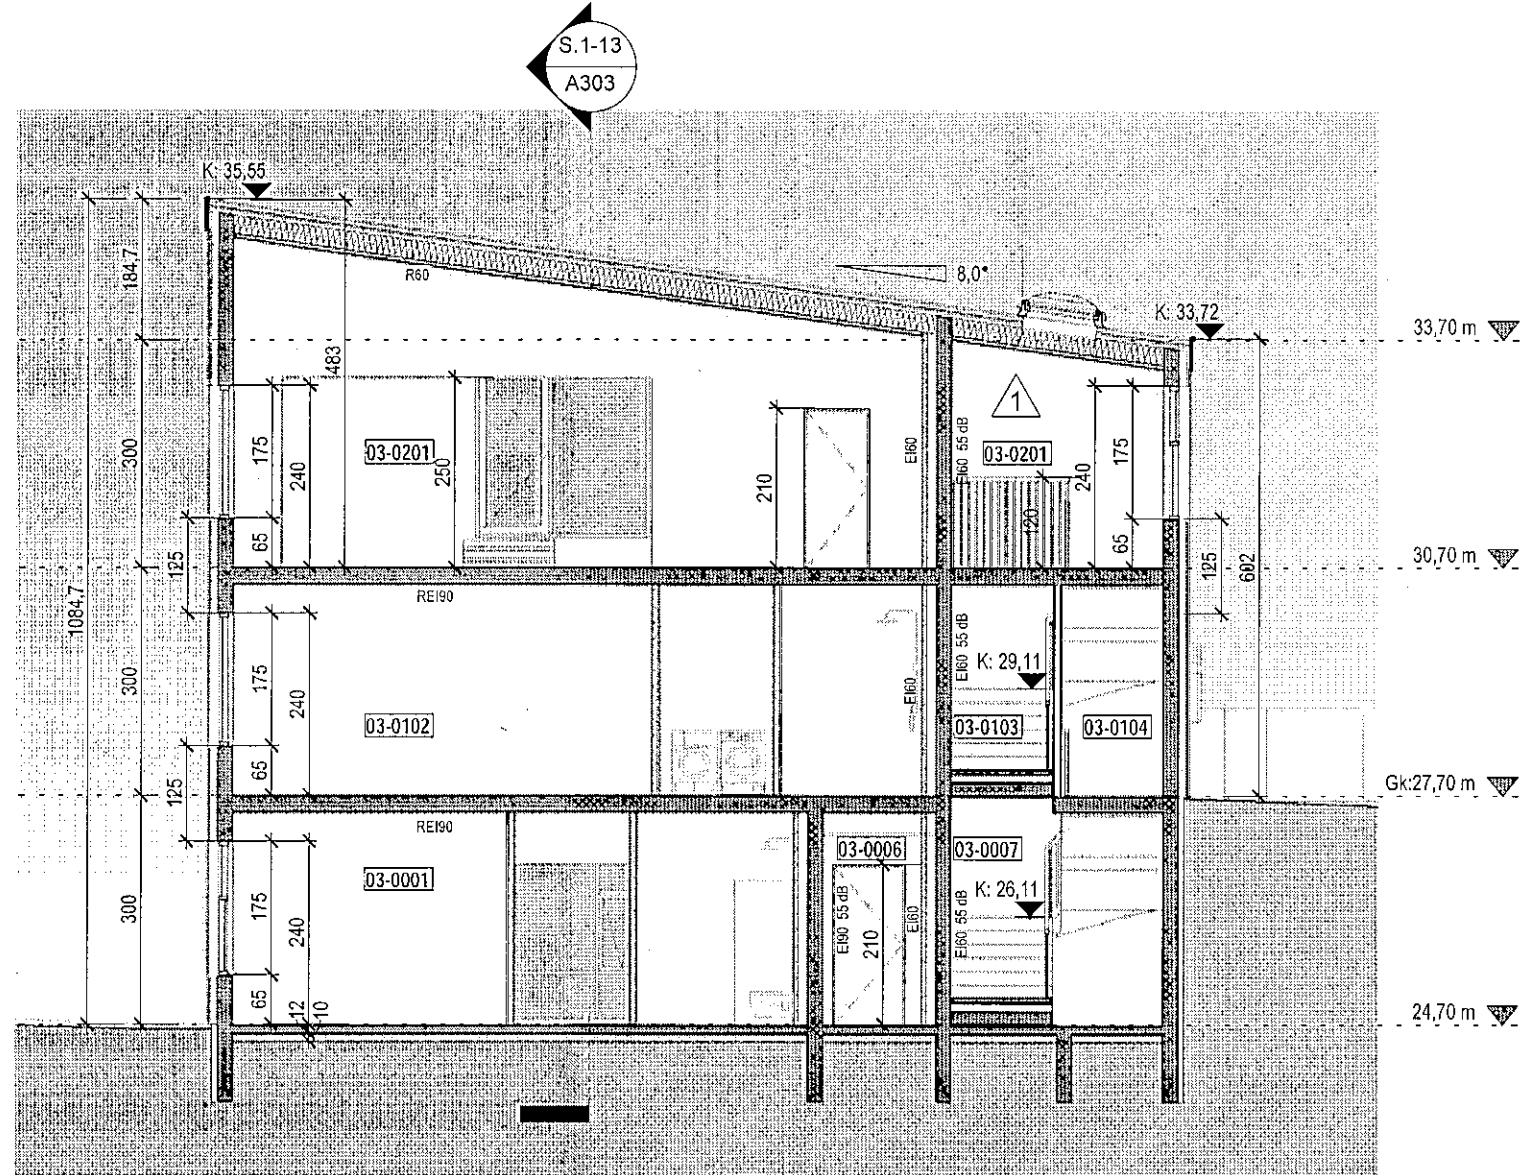 S.1-13
A303
K: 35,55
184.7
R60
8,0°
K: 33,72
33,70 m
483
1
300
175
240
03-0201
250
210
EI60
EI60 55 dB
03-0201
120
240
175
65
65
125
125
602
30,70 m
1084.7
REI90
300
175
240
03-0102
EI60
EI60 55 dB
K: 29,11
03-0103
03-0104
65
125
Gk:27,70 m
REI90
300
175
240
03-0001
03-0006
03-0007
EI90 55 dB
210
EI60
EI60 55 dB
K: 26,11
65
12
10
24,70 m